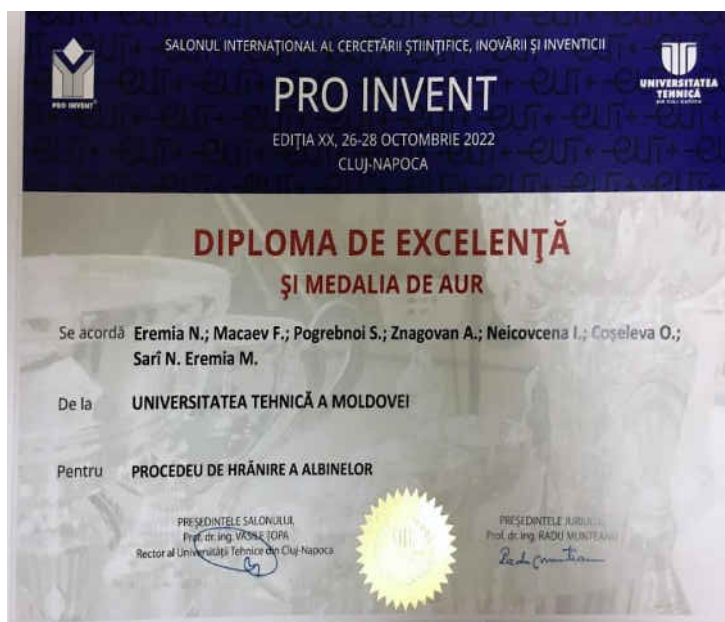 SALONUL INTERNAȚIONAL AL CERCETĂRII ȘTIINȚIFICE, INOVĂRII ȘI INVENTICII
PRO INVENT
EDIȚIA XX, 26-28 OCTOMBRIE 2022
CLUJ-NAPOCA
PRO INVENT
UNIVERSITATEA
TEHNICĂ
DIN CLUJ-NAPOCA
DIPLOMA DE EXCELENȚĂ
ȘI MEDALIA DE AUR
Se acordă Eremia N.; Macaev F.; Pogrebnoi S.; Znagovan A.; Neicovcena I.; Coșeleva O.;
Sarî N. Eremia M.
De la UNIVERSITATEA TEHNICĂ A MOLDOVEI
Pentru PROCEDEU DE HRĂNIRE A ALBINELOR
PREȘEDINTELE SALONULUI,
Prof. dr. ing. VASILE ȚOPA
Rector al Universității Tehnice din Cluj-Napoca
PREȘEDINTELE JURIULUI
Prof. dr. ing. RADU MUNTEANU